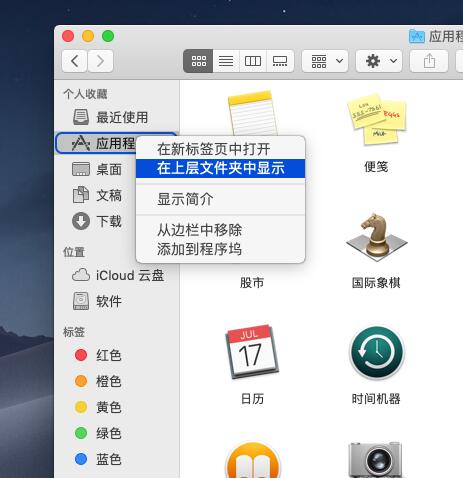 应用程
个人收藏
最近使用
应用程
桌面
文稿
下载
位置
iCloud 云盘
软件
标签
红色
橙色
黄色
绿色
蓝色
在新标签页中打开
在上层文件夹中显示
显示简介
从边栏中移除
添加到程序坞
便笺
股市
国际象棋
JUL
17
日历
时间机器